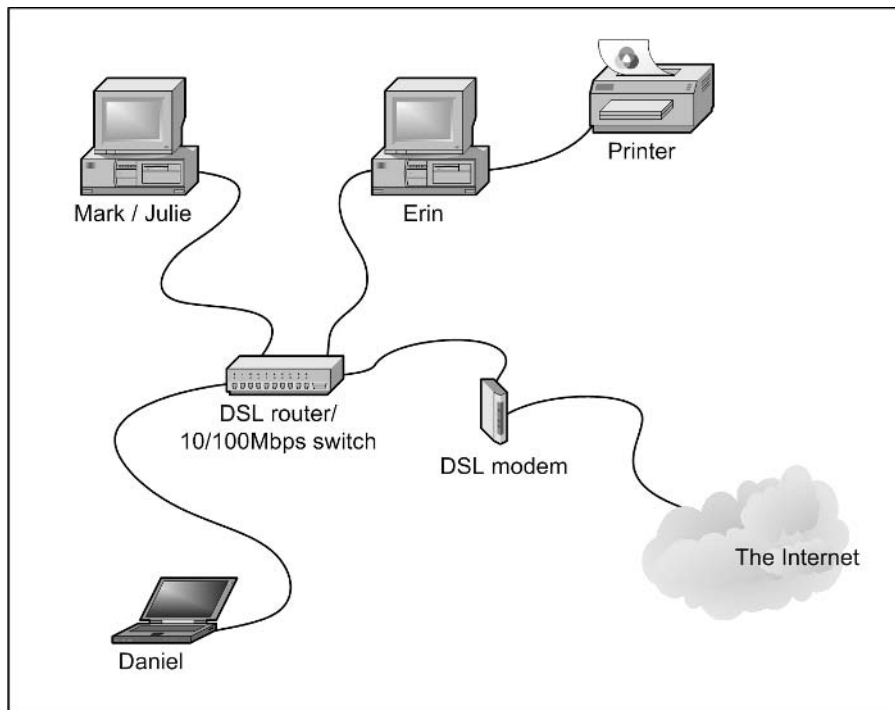 Printer
Mark / Julie
Erin
DSL router/
10/100Mbps switch
DSL modem
The Internet
Daniel